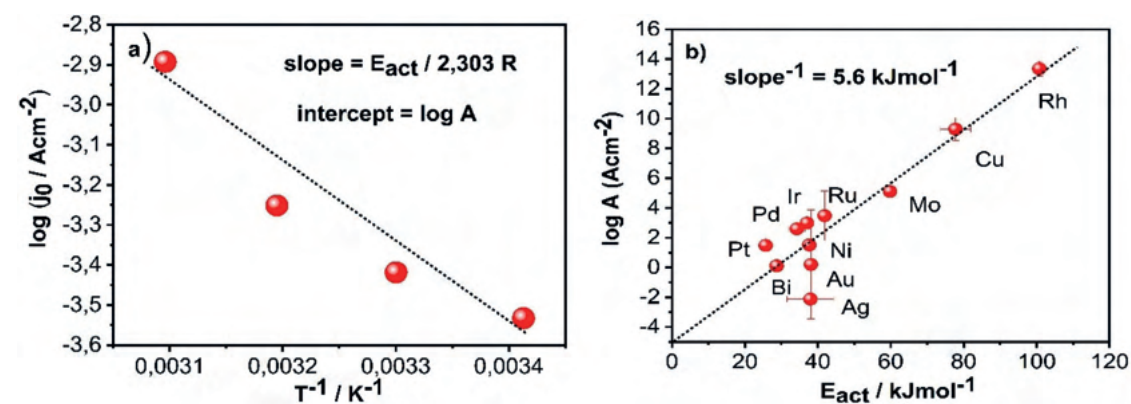 a)
slope = Eact / 2,303 R
intercept = log A
log (j0 / Acm-2)
-2,8
-2,9
-3,0
-3,1
-3,2
-3,3
-3,4
-3,5
-3,6
0,0031 0,0032 0,0033 0,0034
T-1 / K-1
b)
slope-1 = 5.6 kJmol-1
log A (Acm-2)
16
14
12
10
8
6
4
2
0
-2
-4
Rh
Cu
Mo
Ir Ru
Pd
Pt
Ni
Bi Au
Ag
0 20 40 60 80 100 120
Eact / kJmol-1